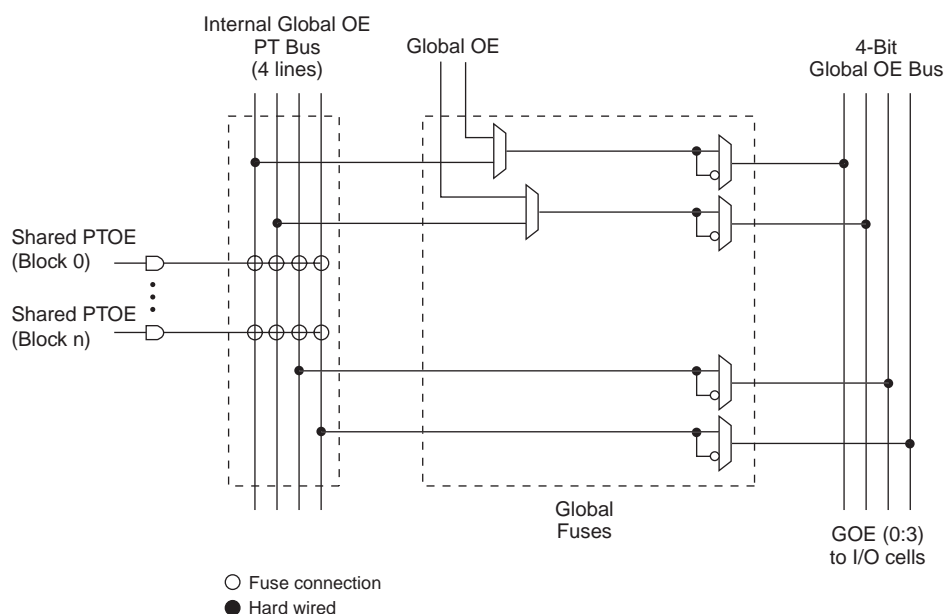 Internal Global OE
PT Bus
(4 lines)
Global OE
4-Bit
Global OE Bus
Shared PTOE
(Block 0)
Shared PTOE
(Block n)
Global
Fuses
GOE (0:3)
to I/O cells
Fuse connection
Hard wired